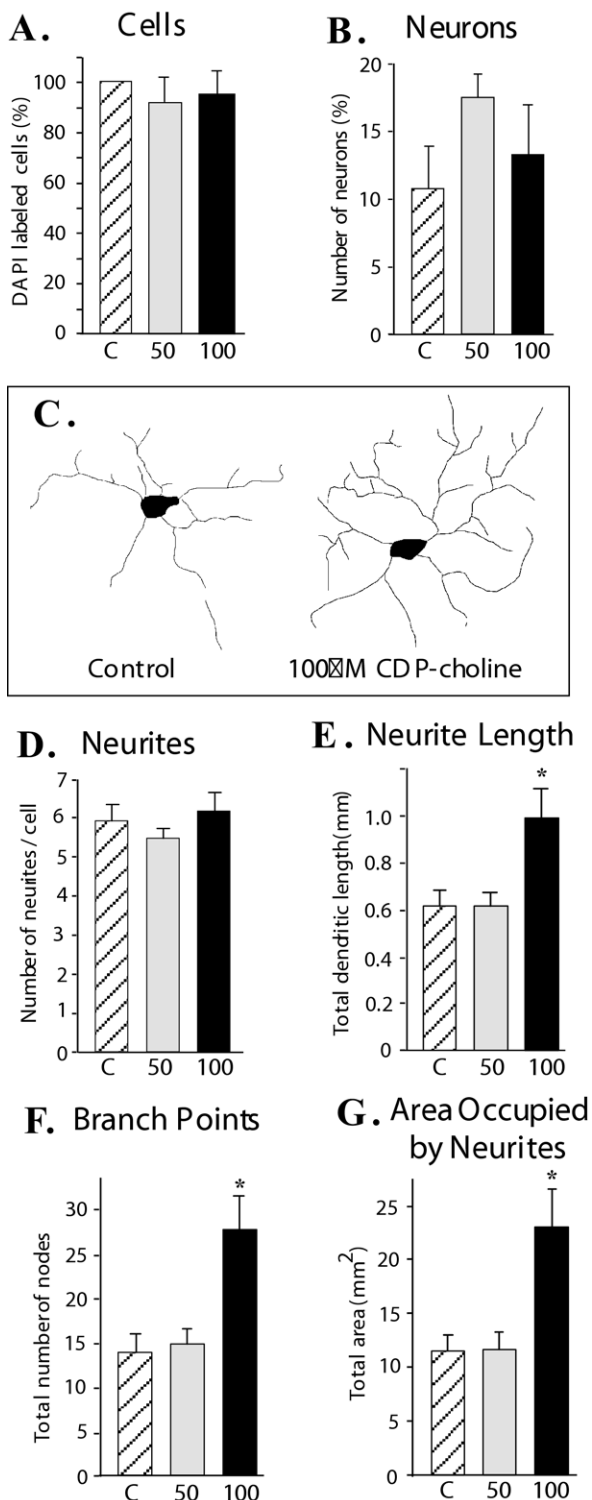 A. Cells
DAPI labeled cells (%)
100
80
60
40
20
0
C 50 100
B. Neurons
Number of neurons (%)
20
15
10
5
0
C 50 100
C.
Control
100☒M CDP-choline
D. Neurites
Number of neurites / cell
7
6
5
4
3
2
1
0
C 50 100
E. Neurite Length
Total dendritic length(mm)
1.0
0.8
0.6
0.4
0.2
0
*
C 50 100
F. Branch Points
Total number of nodes
30
25
20
15
10
5
0
*
C 50 100
G. Area Occupied
by Neurites
Total area (mm²)
25
20
15
10
5
0
*
C 50 100